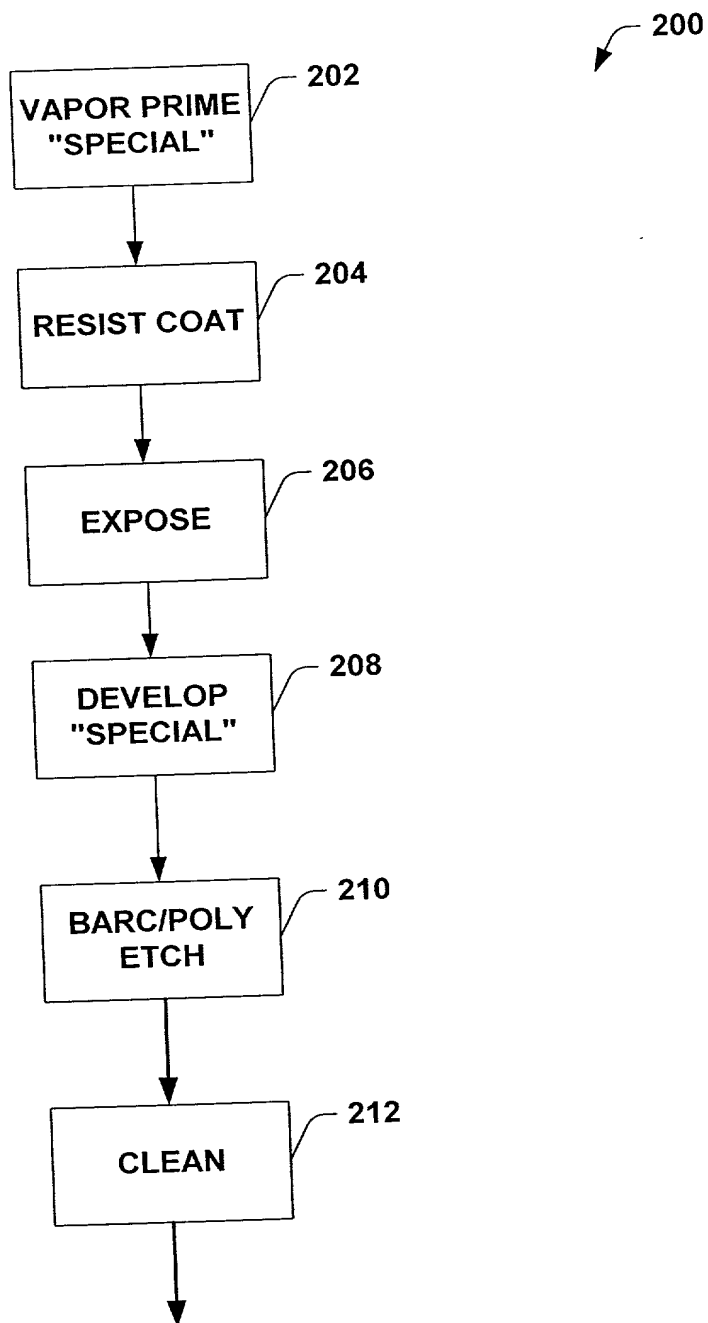 200
202
VAPOR PRIME
"SPECIAL"
204
RESIST COAT
206
EXPOSE
208
DEVELOP
"SPECIAL"
210
BARC/POLY
ETCH
212
CLEAN